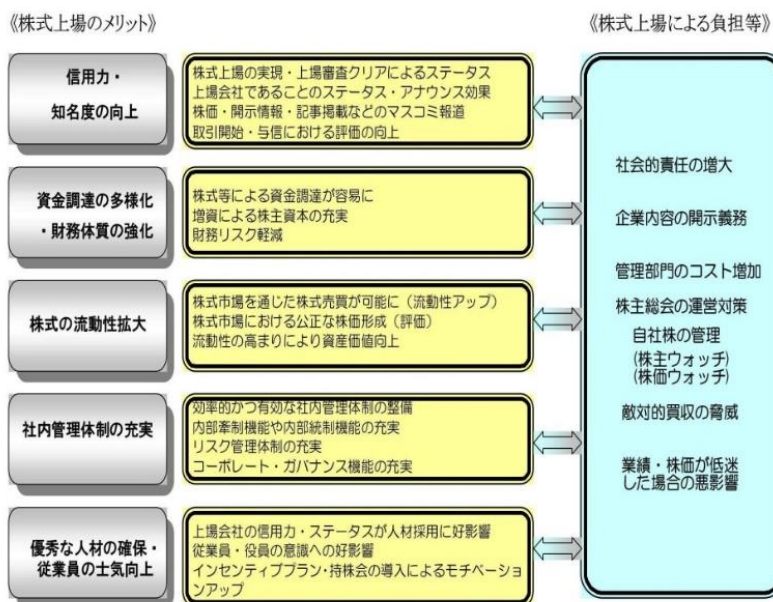 《株式上場のメリット》
《株式上場による負担等》
信用力・
知名度の向上
株式上場の実現・上場審査クリアによるステータス
上場会社であることのステータス・アナウンス効果
株価・開示情報・記事掲載などのマスコミ報道
取引開始・与信における評価の向上
資金調達の多様化
・財務体質の強化
株式等による資金調達が容易に
増資による株主資本の充実
財務リスク軽減
株式の流動性拡大
株式市場を通じた株式売買が可能に（流動性アップ）
株式市場における公正な株価形成（評価）
流動性の高まりにより資産価値向上
社内管理体制の充実
効率的かつ有効な社内管理体制の整備
内部牽制機能や内部統制機能の充実
リスク管理体制の充実
コーポレート・ガバナンス機能の充実
優秀な人材の確保・
従業員の士気向上
上場会社の信用力・ステータスが人材採用に好影響
従業員・役員の意識への好影響
インセンティブプラン・持株会の導入によるモチベーショ
ンアップ
社会的責任の増大
企業内容の開示義務
管理部門のコスト増加
株主総会の運営対策
自社株の管理
(株主ウォッチ)
(株価ウォッチ)
敵対的買収の脅威
業績・株価が低迷
した場合の悪影響